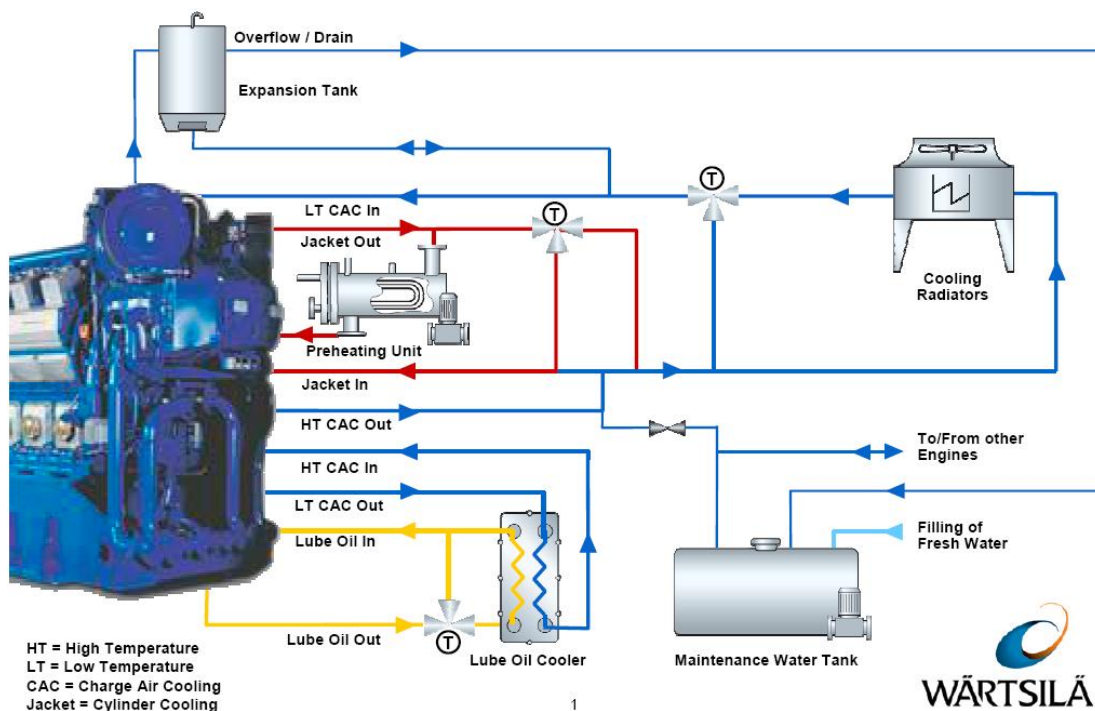 Overflow / Drain
Expansion Tank
T
LT CAC In
T
Jacket Out
Cooling
Radiators
Preheating Unit
Jacket In
HT CAC Out
To/From other
Engines
HT CAC In
LT CAC Out
Lube Oil In
Filling of
Fresh Water
T
Lube Oil Out
Lube Oil Cooler
Maintenance Water Tank
HT = High Temperature
LT = Low Temperature
CAC = Charge Air Cooling
Jacket = Cylinder Cooling
1
WÄRTSILÄ